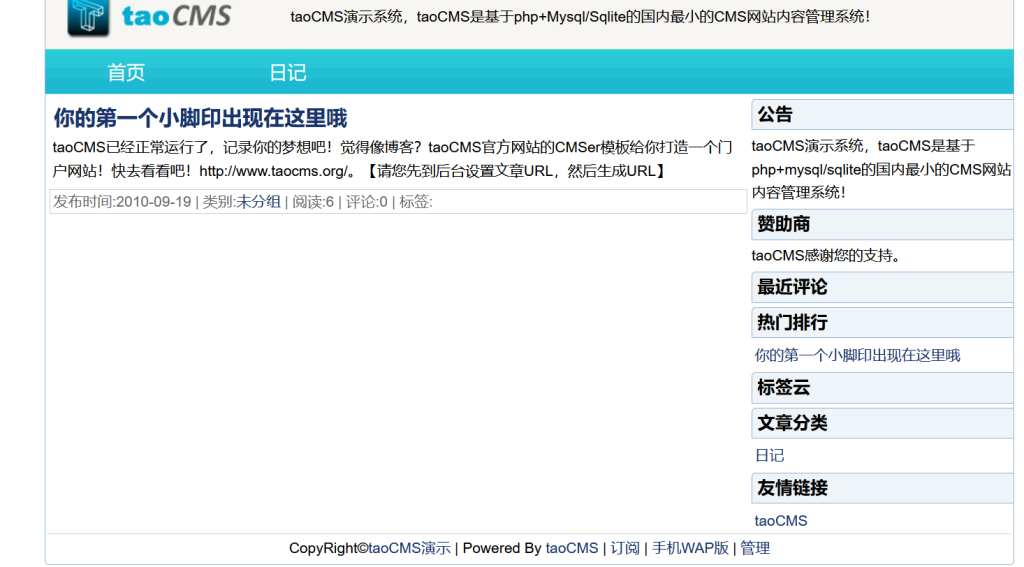 taoCMS
taoCMS演示系统，taoCMS是基于php+Mysql/Sqlite的国内最小的CMS网站内容管理系统！
首页 日记
你的第一个小脚印出现在这里哦
taoCMS已经正常运行了，记录你的梦想吧！觉得像博客？taoCMS官方网站的CMSer模板给你打造一个门
户网站！快去看看吧！http://www.taocms.org/。【请您先到后台设置文章URL，然后生成URL】
发布时间:2010-09-19 | 类别:未分组 | 阅读:6 | 评论:0 | 标签:
公告
taoCMS演示系统，taoCMS是基于
php+mysql/sqlite的国内最小的CMS网站
内容管理系统！
赞助商
taoCMS感谢您的支持。
最近评论
热门排行
你的第一个小脚印出现在这里哦
标签云
文章分类
日记
友情链接
taoCMS
CopyRight©taoCMS演示 | Powered By taoCMS | 订阅 | 手机WAP版 | 管理